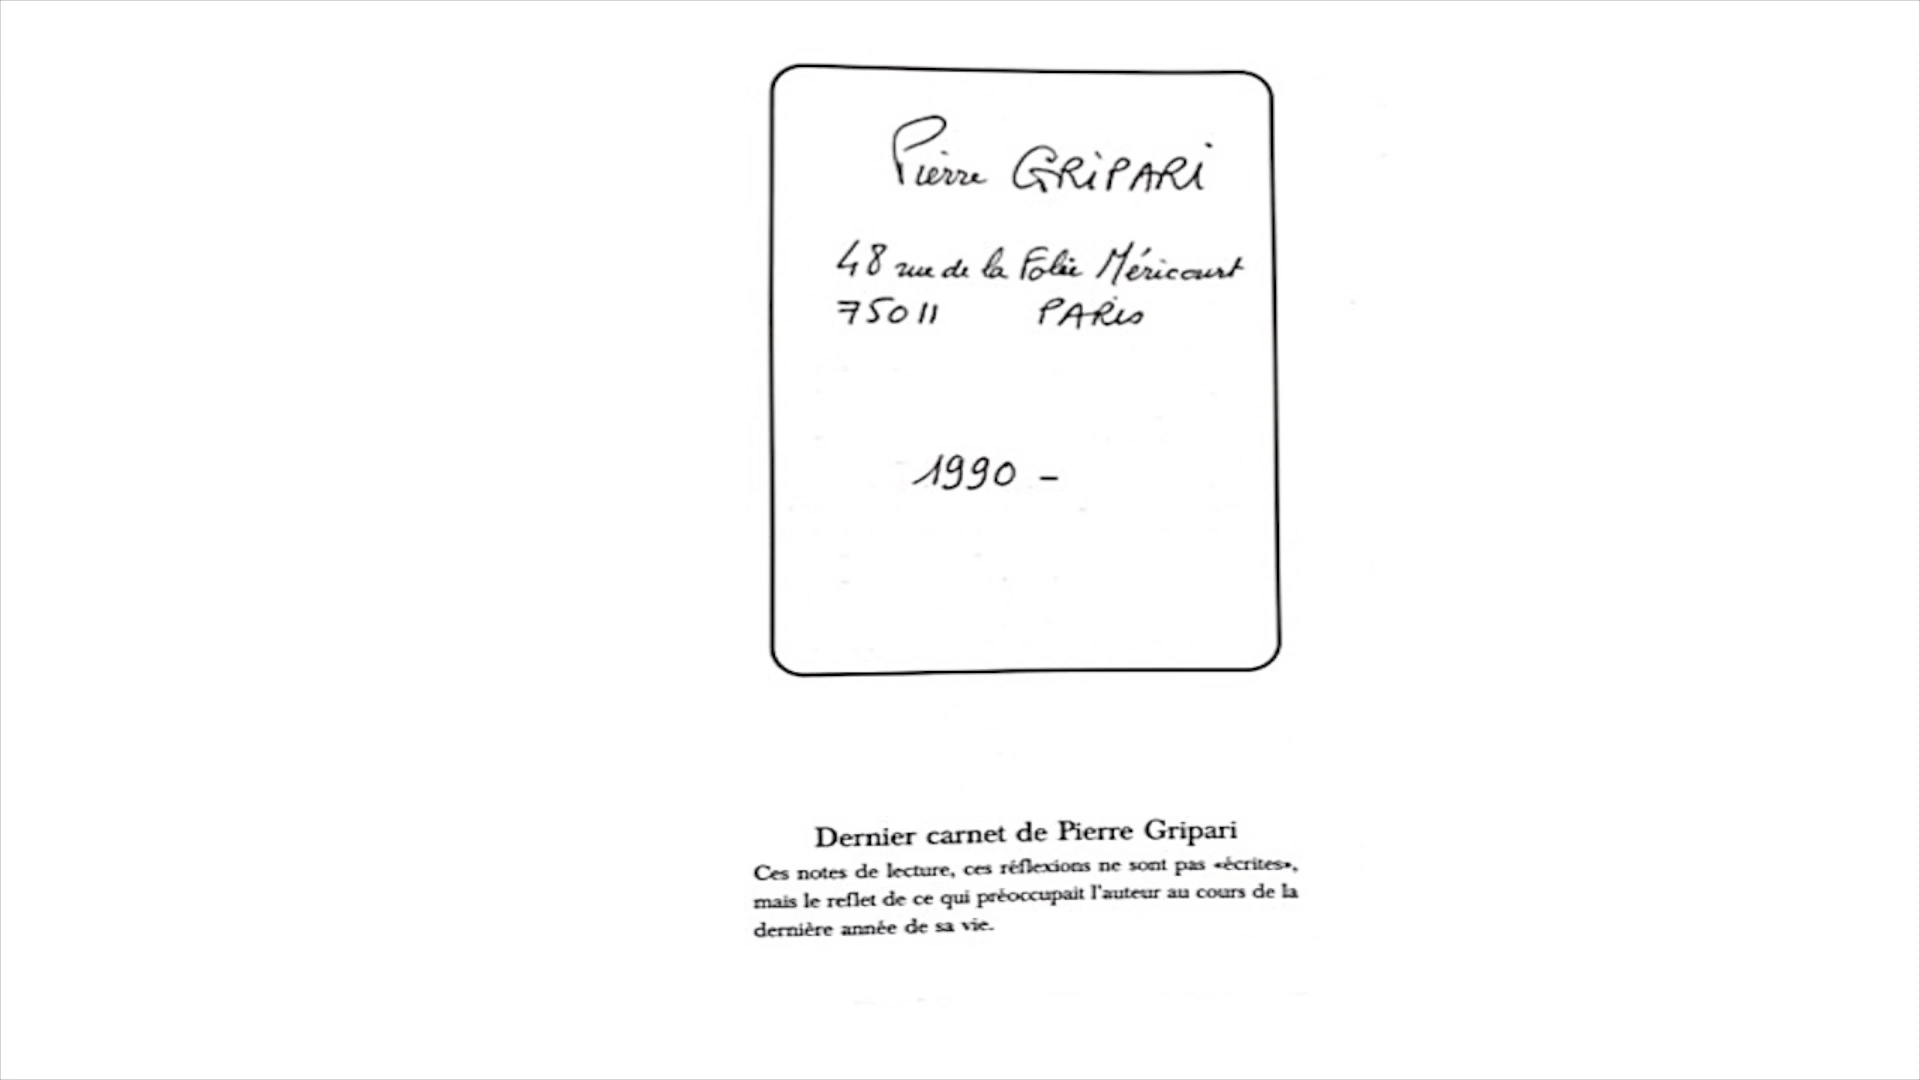 Pierre GRIPARI
48 rue de la Folie Méricourt
75011 PARIS
1990 -
Dernier carnet de Pierre Gripari
Ces notes de lecture, ces réflexions ne sont pas «écrites»,
mais le reflet de ce qui préoccupait l'auteur au cours de la
dernière année de sa vie.